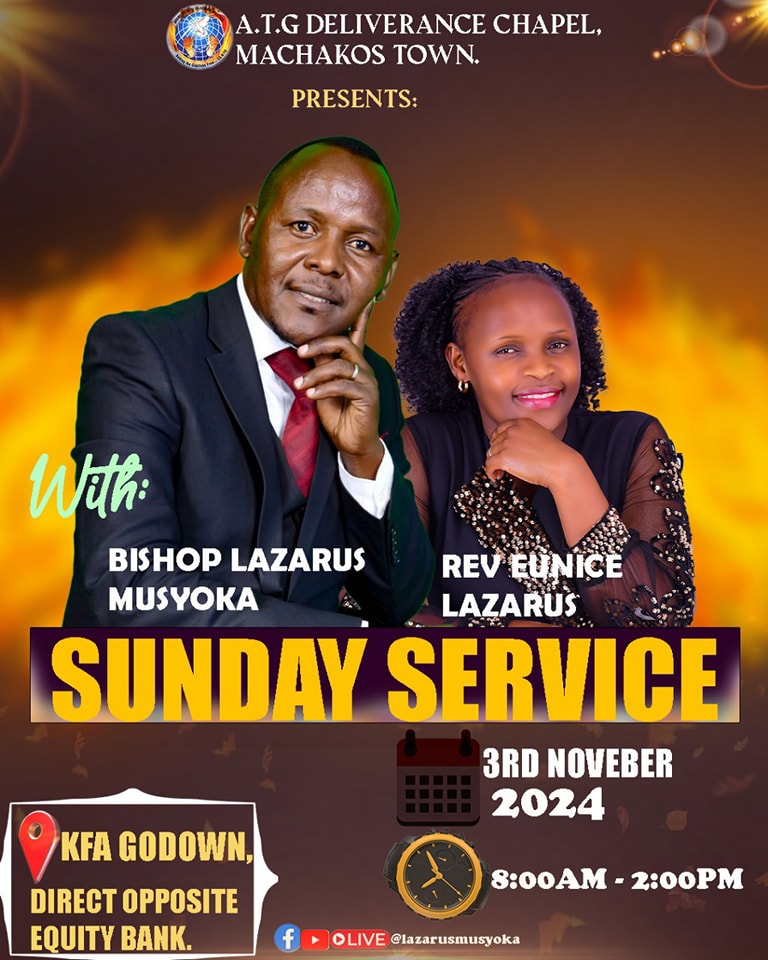 A.T.G DELIVERANCE CHAPEL,
MACHAKOS TOWN.
PRESENTS:
With:
BISHOP LAZARUS
MUSYOKA
REV EUNICE
LAZARUS
SUNDAY SERVICE
3RD NOVEBER
2024
8:00AM - 2:00PM
KFA GODOWN,
DIRECT OPPOSITE
EQUITY BANK.
LIVE @lazarusmusyoka